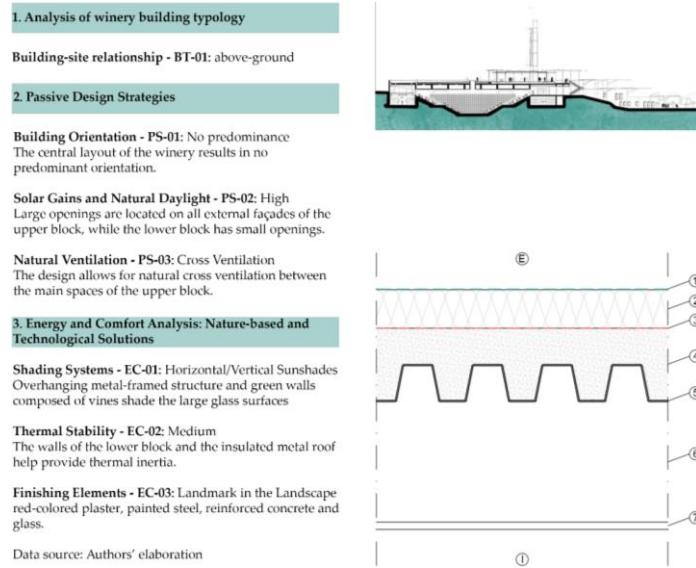 1. Analysis of winery building typology
Building-site relationship - BT-01: above-ground
2. Passive Design Strategies
Building Orientation - PS-01: No predominance
The central layout of the winery results in no
predominant orientation.
Solar Gains and Natural Daylight - PS-02: High
Large openings are located on all external façades of the
upper block, while the lower block has small openings.
Natural Ventilation - PS-03: Cross Ventilation
The design allows for natural cross ventilation between
the main spaces of the upper block.
3. Energy and Comfort Analysis: Nature-based and
Technological Solutions
Shading Systems - EC-01: Horizontal/Vertical Sunshades
Overhanging metal-framed structure and green walls
composed of vines shade the large glass surfaces
Thermal Stability - EC-02: Medium
The walls of the lower block and the insulated metal roof
help provide thermal inertia.
Finishing Elements - EC-03: Landmark in the Landscape
red-colored plaster, painted steel, reinforced concrete and
glass.
Data source: Authors' elaboration
E
1
2
3
4
5
6
7
I